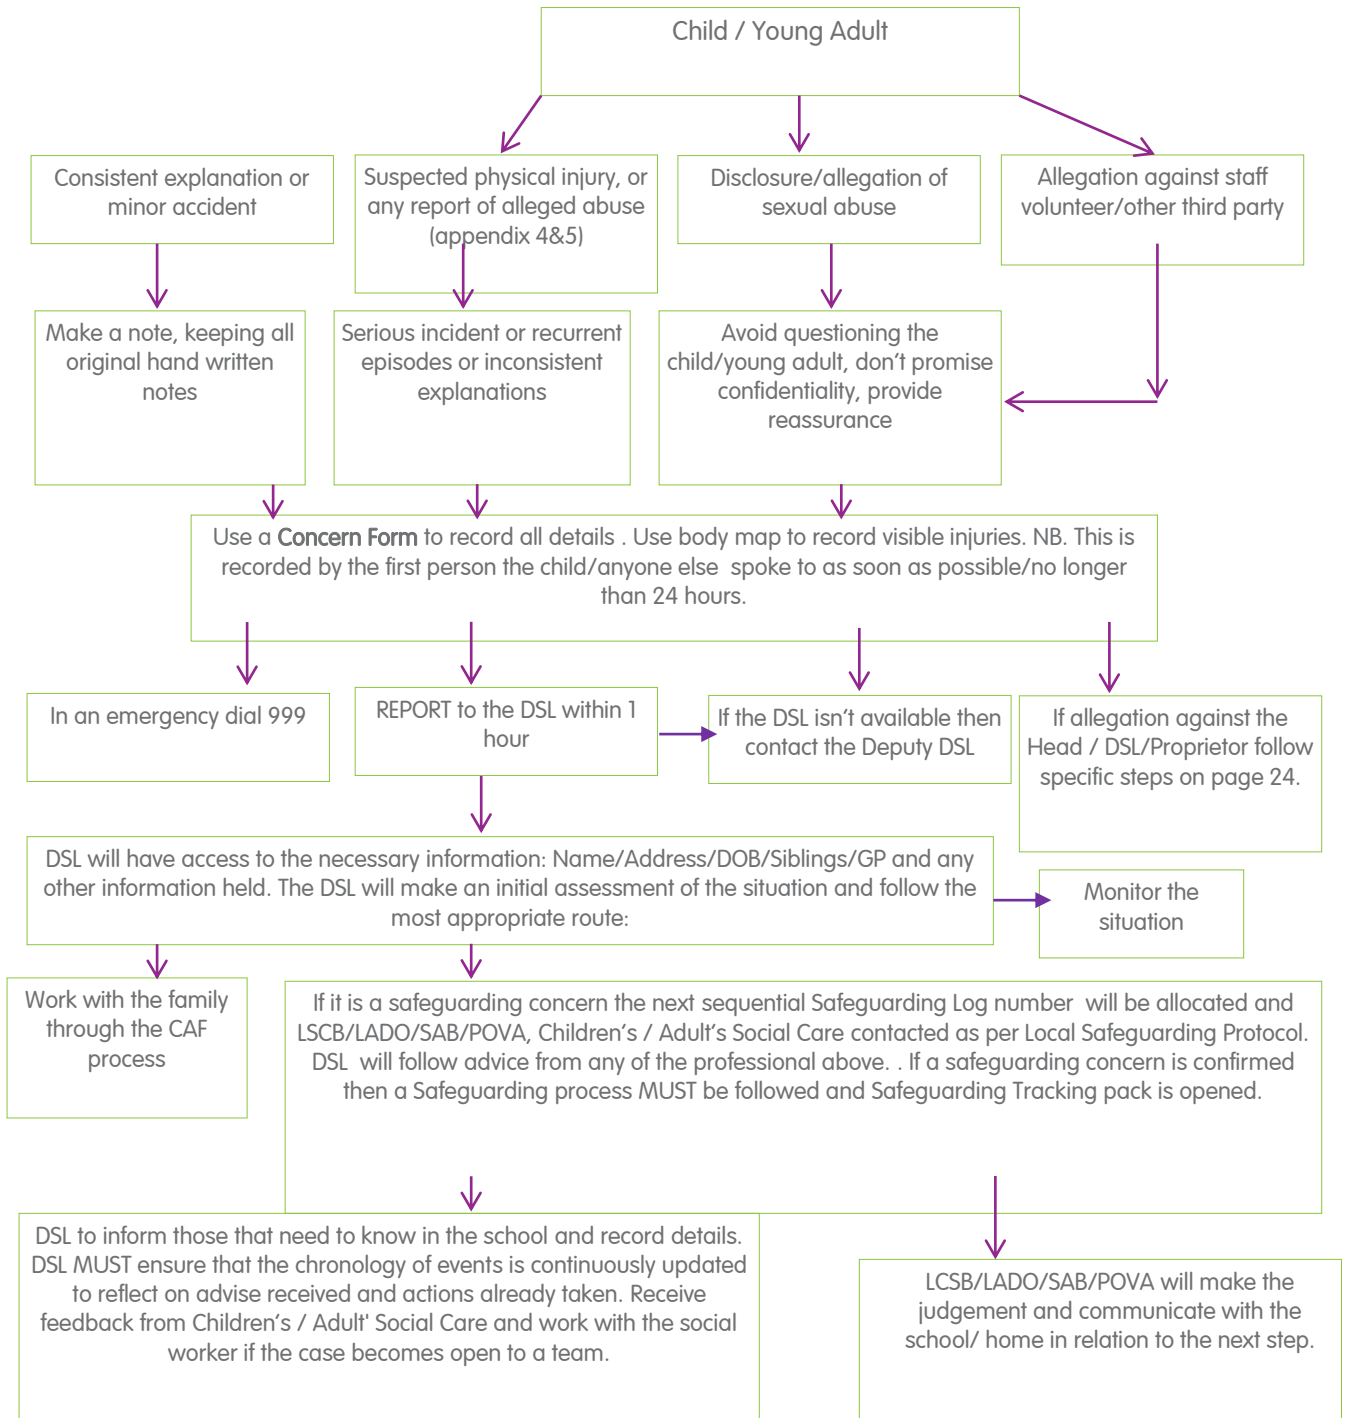 Child / Young Adult
Consistent explanation or
minor accident
Suspected physical injury, or
any report of alleged abuse
(appendix 4&5)
Disclosure/allegation of
sexual abuse
Allegation against staff
volunteer/other third party
Make a note, keeping all
original hand written
notes
Serious incident or recurrent
episodes or inconsistent
explanations
Avoid questioning the
child/young adult, don't promise
confidentiality, provide
reassurance
Use a Concern Form to record all details . Use body map to record visible injuries. NB. This is
recorded by the first person the child/anyone else spoke to as soon as possible/no longer
than 24 hours.
In an emergency dial 999
REPORT to the DSL within 1
hour
If the DSL isn't available then
contact the Deputy DSL
If allegation against the
Head / DSL/Proprietor follow
specific steps on page 24.
DSL will have access to the necessary information: Name/Address/DOB/Siblings/GP and any
other information held. The DSL will make an initial assessment of the situation and follow the
most appropriate route:
Monitor the
situation
Work with the family
through the CAF
process
If it is a safeguarding concern the next sequential Safeguarding Log number will be allocated and
LSCB/LADO/SAB/POVA, Children's / Adult's Social Care contacted as per Local Safeguarding Protocol.
DSL will follow advice from any of the professional above. . If a safeguarding concern is confirmed
then a Safeguarding process MUST be followed and Safeguarding Tracking pack is opened.
DSL to inform those that need to know in the school and record details.
DSL MUST ensure that the chronology of events is continuously updated
to reflect on advise received and actions already taken. Receive
feedback from Children's / Adult' Social Care and work with the social
worker if the case becomes open to a team.
LCSB/LADO/SAB/POVA will make the
judgement and communicate with the
school/ home in relation to the next step.